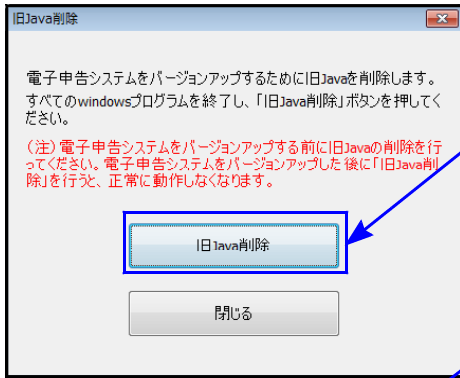 旧Java削除
電子申告システムをバージョンアップするために旧Javaを削除します。
すべてのwindowsプログラムを終了し、「旧Java削除」ボタンを押してく
ださい。
（注）電子申告システムをバージョンアップする前に旧Javaの削除を行
ってください。電子申告システムをバージョンアップした後に「旧Java削
除」を行うと、正常に動作しなくなります。
旧Java削除
閉じる